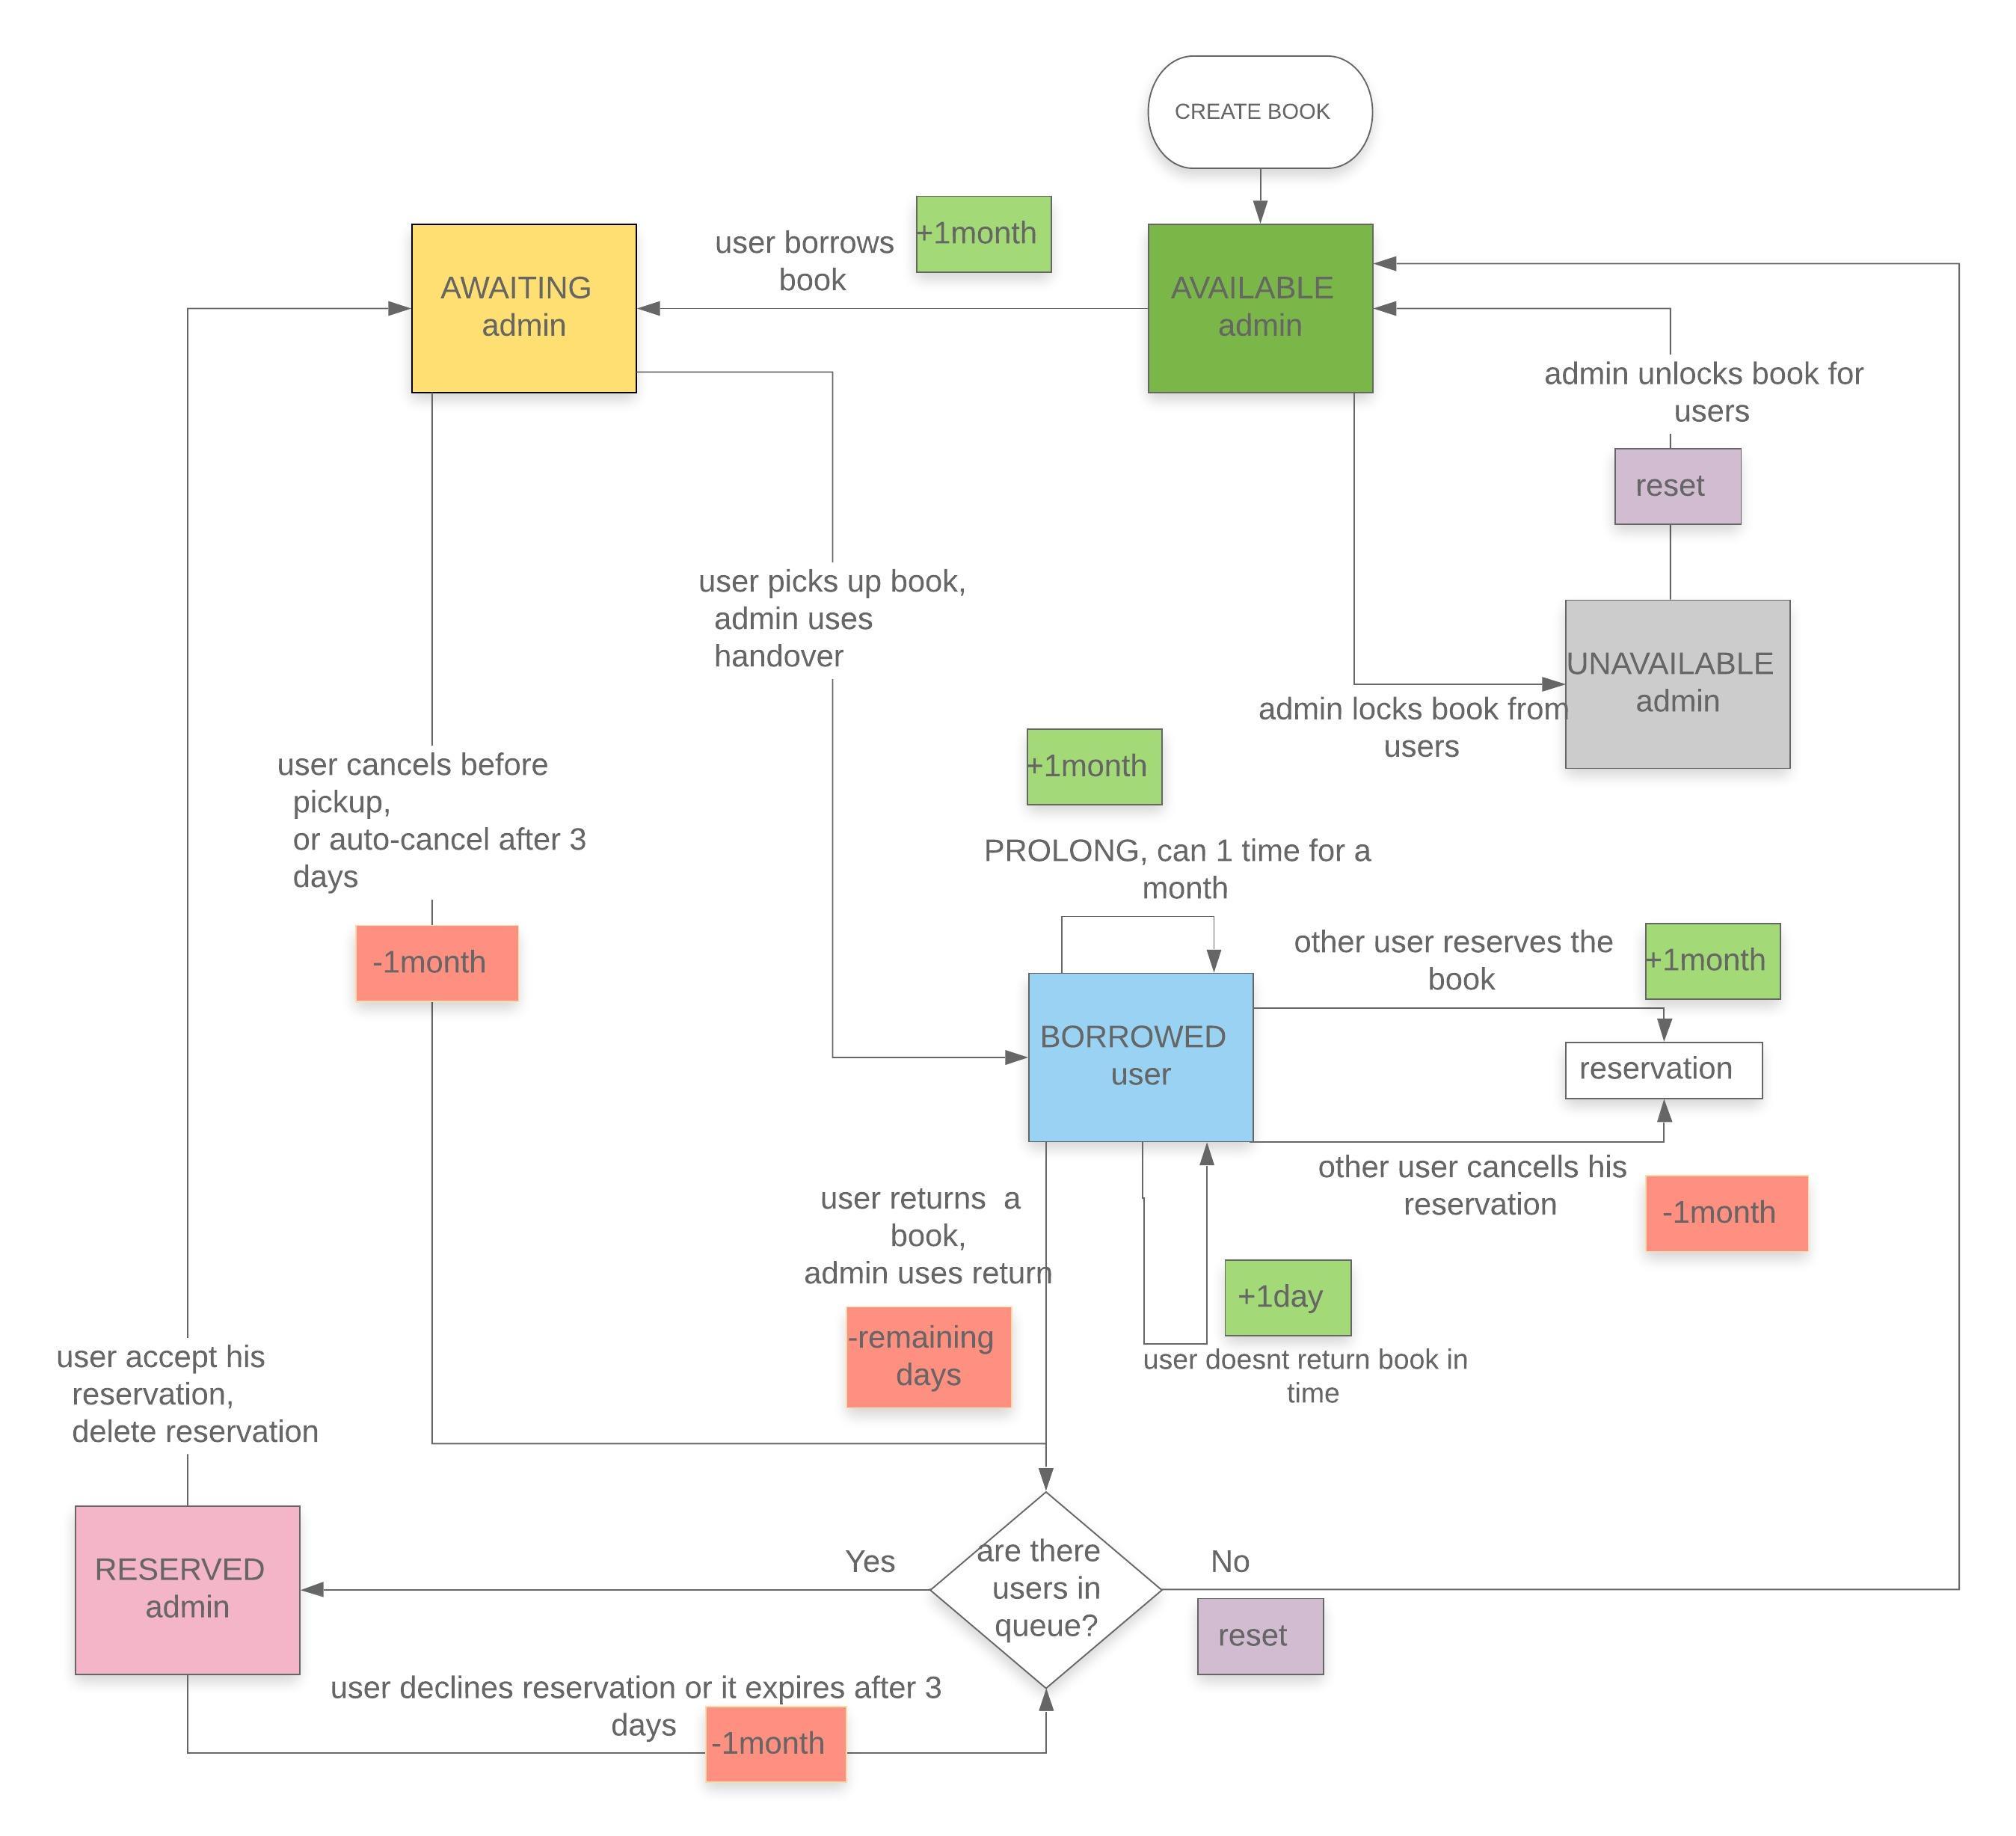 CREATE BOOK
+1month
user borrows
book
AWAITING
admin
AVAILABLE
admin
admin unlocks book for
users
reset
user picks up book,
admin uses
handover
UNAVAILABLE
admin
admin locks book from
users
+1month
user cancels before
pickup,
or auto-cancel after 3
days
-1month
PROLONG, can 1 time for a
month
other user reserves the
book
+1month
BORROWED
user
reservation
other user cancells his
reservation
-1month
user returns  a
book,
admin uses return
-remaining
days
+1day
user doesnt return book in
time
user accept his
reservation,
delete reservation
RESERVED
admin
Yes
are there
users in
queue?
No
reset
user declines reservation or it expires after 3
days
-1month